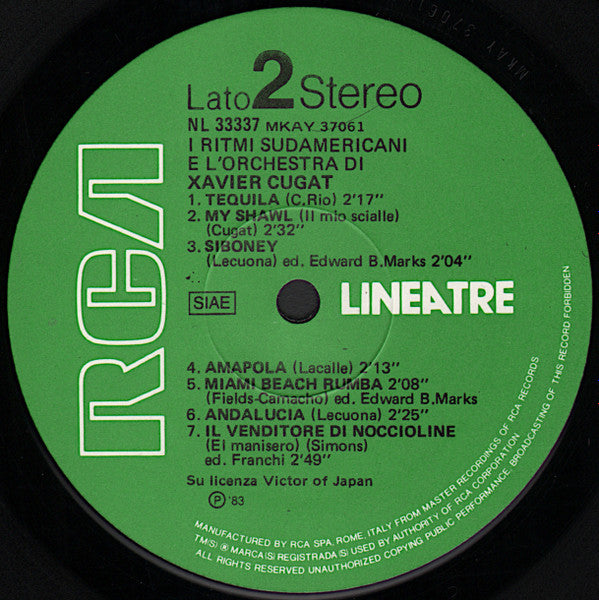 Lato 2 Stereo
NL 33337 MKAY 37061
I RITMI SUDAMERICANI
E L'ORCHESTRA DI
XAVIER CUGAT
1. TEQUILA (C.Rio) 2'17"
2. MY SHAWL (Il mio scialle)
(Cugat) 2'32"
3. SIBONEY
(Lecuona) ed. Edward B.Marks 2'04"
RCA
SIAE
LINEATRE
4. AMAPOLA (Lacalle) 2'13"
5. MIAMI BEACH RUMBA 2'08"
(Fields-Camacho) ed. Edward B.Marks
6. ANDALUCIA (Lecuona) 2'25"
7. IL VENDITORE DI NOCCIOLINE
(El manisero) (Simons)
ed. Franchi 2'49"
Su licenza Victor of Japan
Ⓟ '83
MANUFACTURED BY RCA SPA, ROME, ITALY FROM MASTER RECORDINGS OF RCA RECORDS
TM(S) ® MARCA(S) REGISTRADA(S) USED BY AUTHORITY OF RCA CORPORATION
ALL RIGHTS RESERVED UNAUTHORIZED COPYING PUBLIC PERFORMANCE, BROADCASTING OF THIS RECORD FORBIDDEN